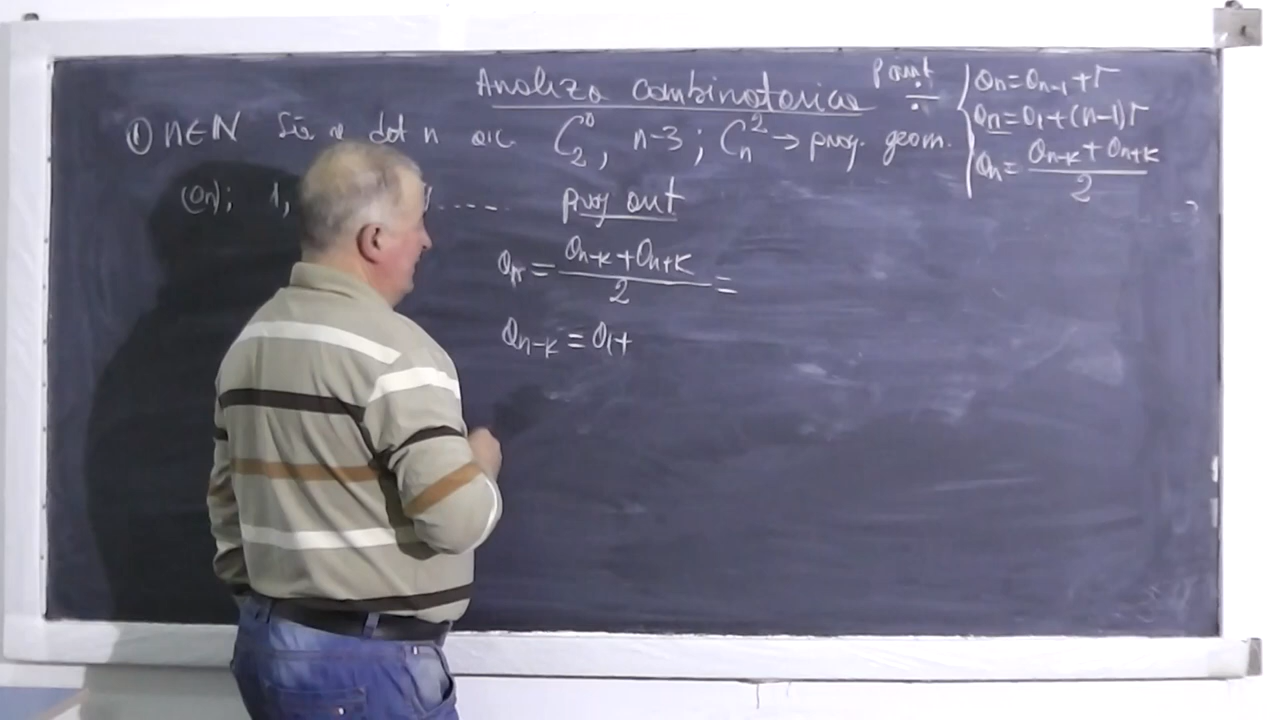 Analiza combinatorica
① n∈N Să se det n a.c. C₂⁰, n-3; Cₙ² → prog. geom.
(an); 1, ..... prog arit
aₙ = (aₙ₋ₖ + aₙ₊ₖ)/2 =
aₙ₋ₖ = a₁+
÷
aₙ = aₙ₋₁ + r
aₙ = a₁ + (n-1)r
aₙ = (aₙ₋ₖ + aₙ₊ₖ)/2